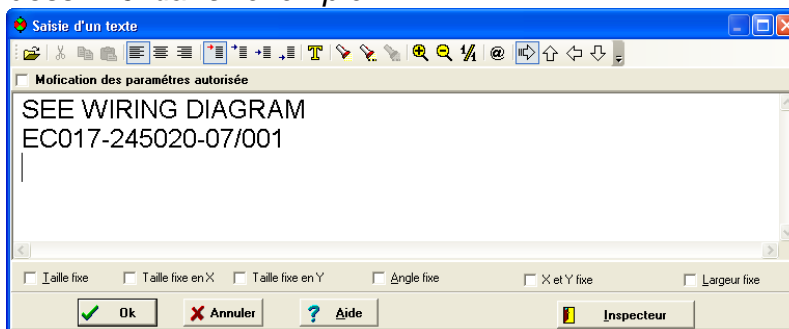 Saisie d'un texte
Mofication des paramétres autorisée
SEE WIRING DIAGRAM
EC017-245020-07/001
Taille fixe Taille fixe en X Taille fixe en Y Angle fixe X et Y fixe Largeur fixe
Ok Annuler Aide Inspecteur